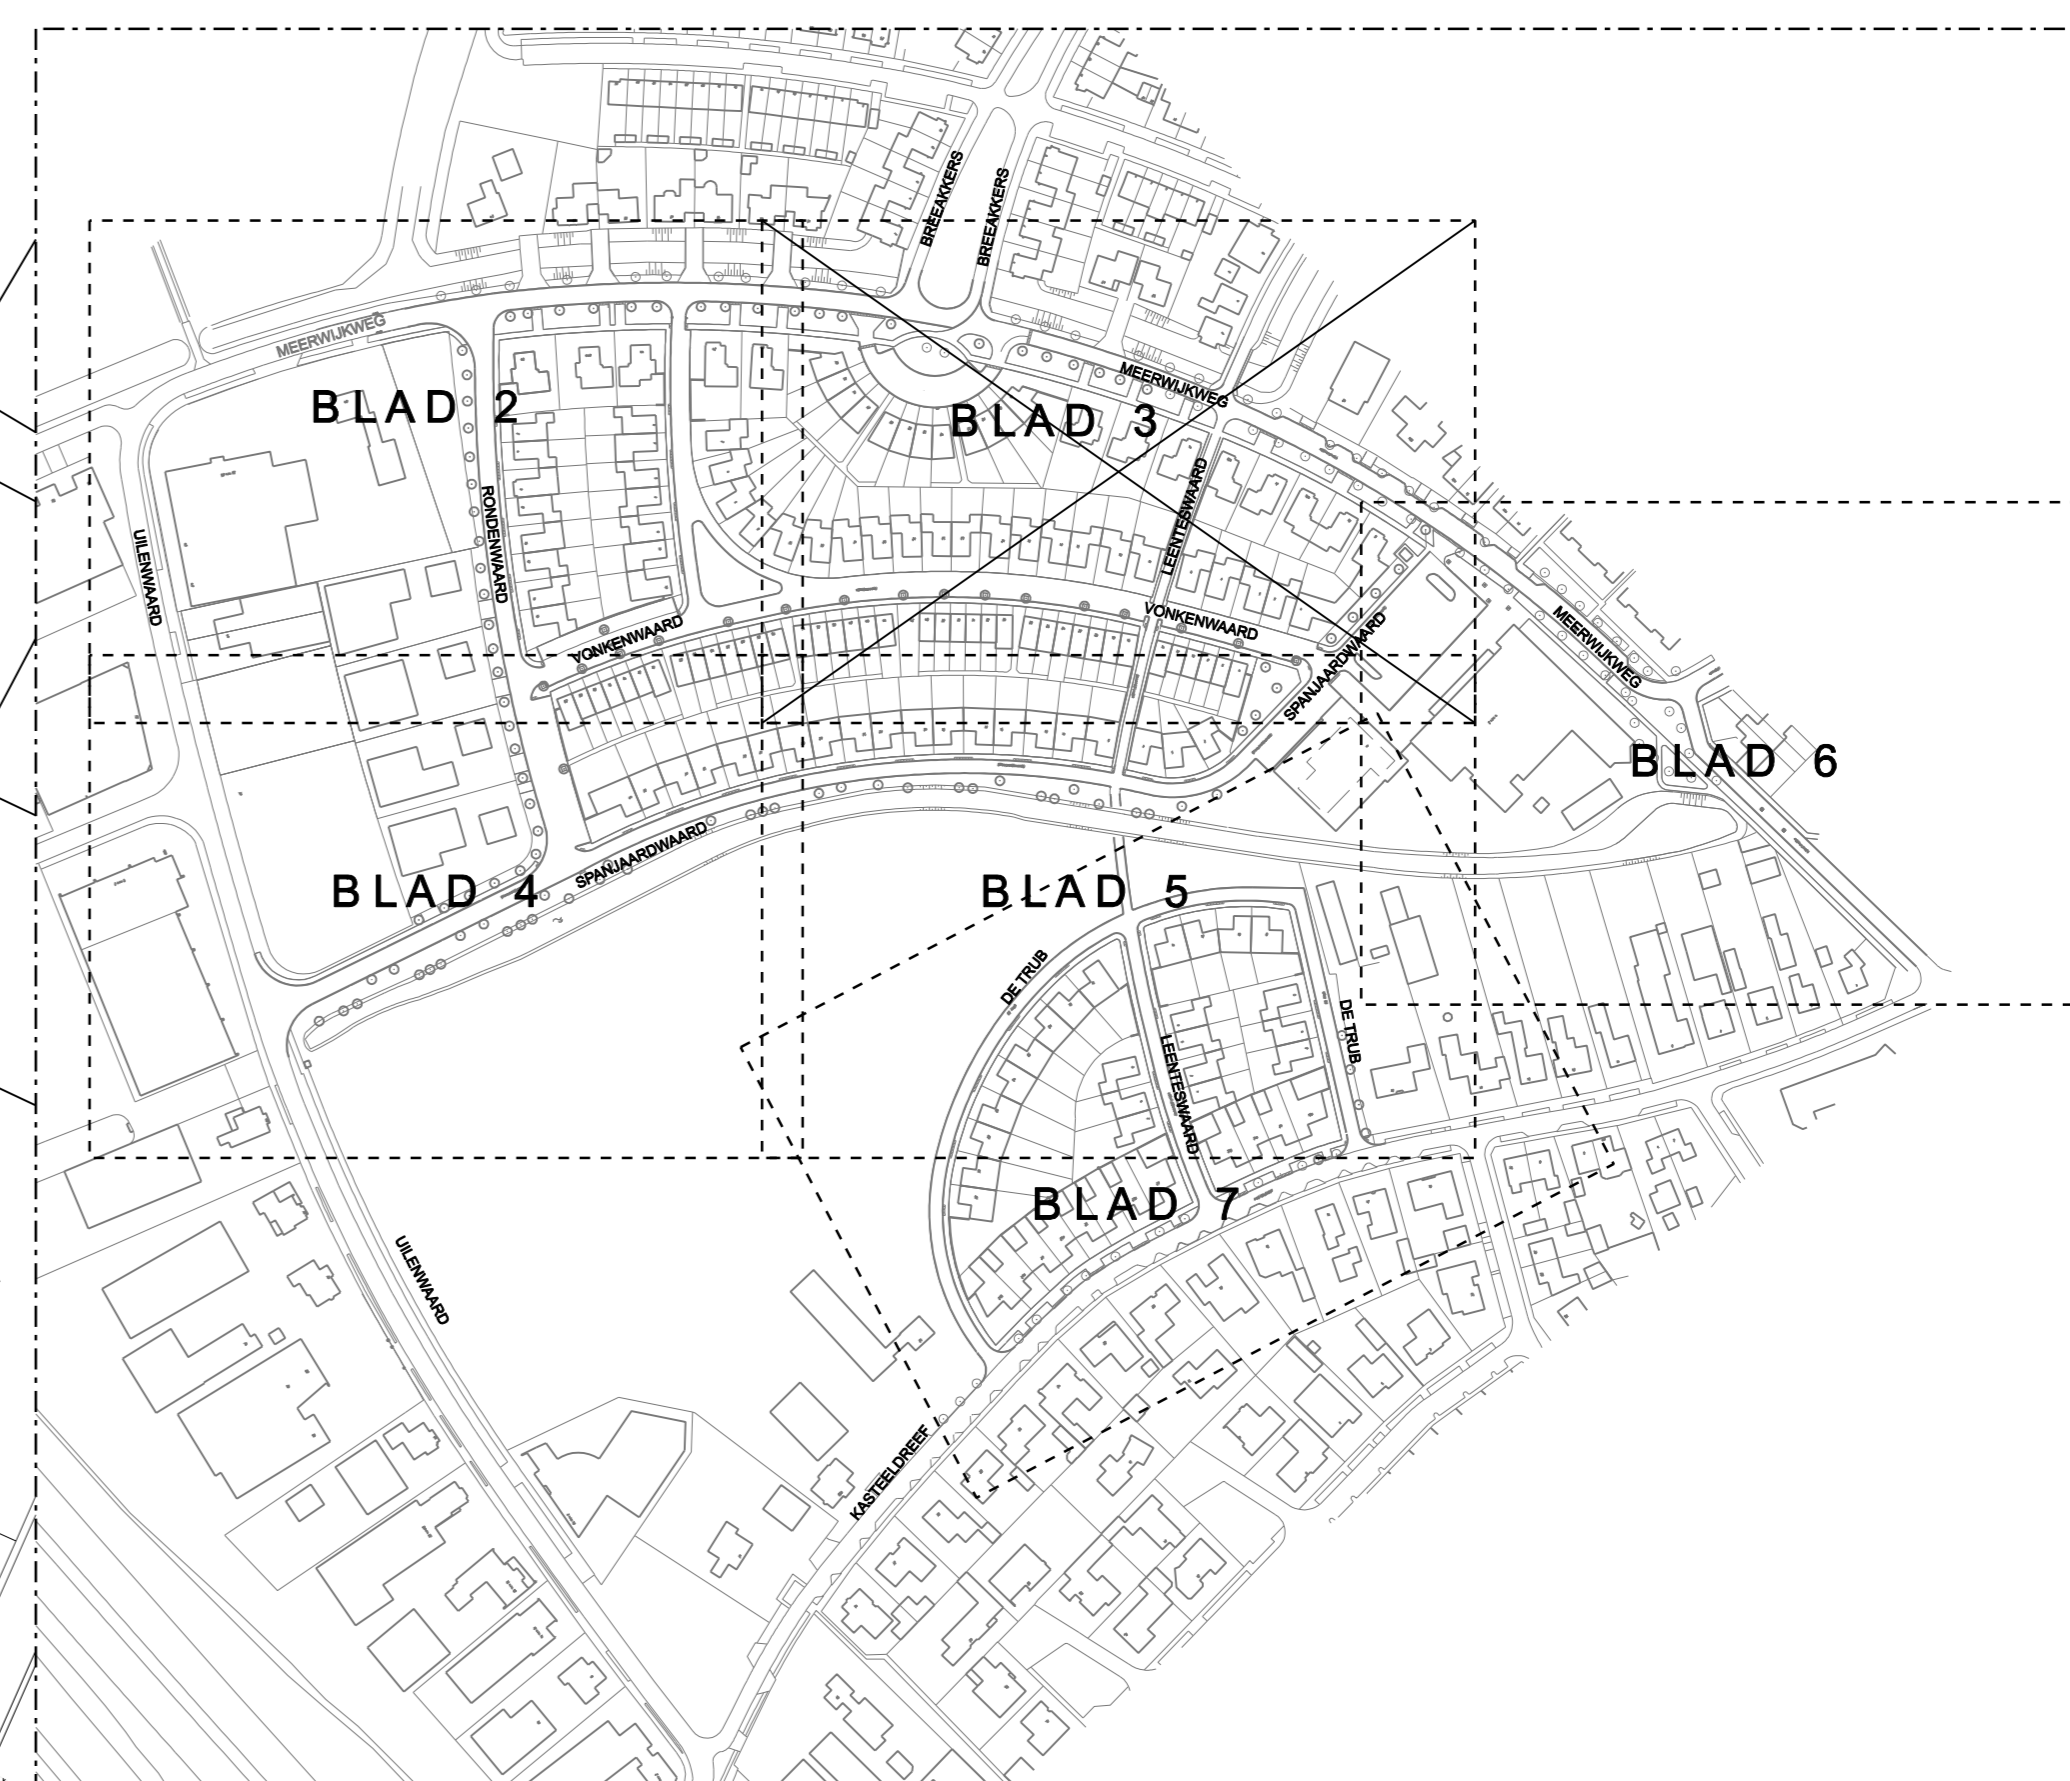 BREEAKKERS
BREEAKKERS
MEERWIJKWEG
MEERWIJKWEG
BLAD 2
BLAD 3
RONDENWAARD
LEENTESWAARD
UILENWAARD
VONKENWAARD
VONKENWAARD
SPANJAARDWAARD
MEERWIJKWEG
BLAD 6
SPANJAARDWAARD
BLAD 4
BLAD 5
DE TRUB
DE TRUB
LEENTESWAARD
BLAD 7
UILENWAARD
KASTEELDREEF